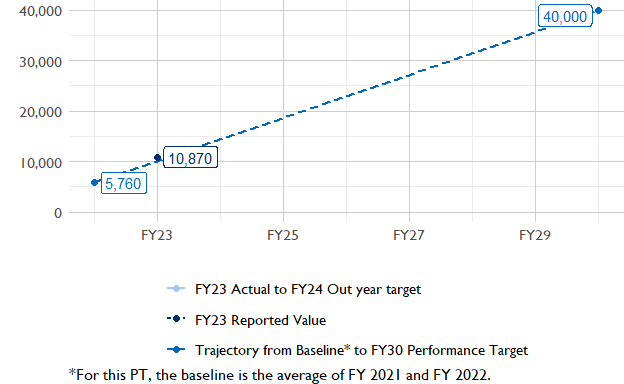 40,000
40,000
30,000
20,000
10,000
10,870
5,760
0
FY23 FY25 FY27 FY29
FY23 Actual to FY24 Out year target
FY23 Reported Value
Trajectory from Baseline* to FY30 Performance Target
*For this PT, the baseline is the average of FY 2021 and FY 2022.